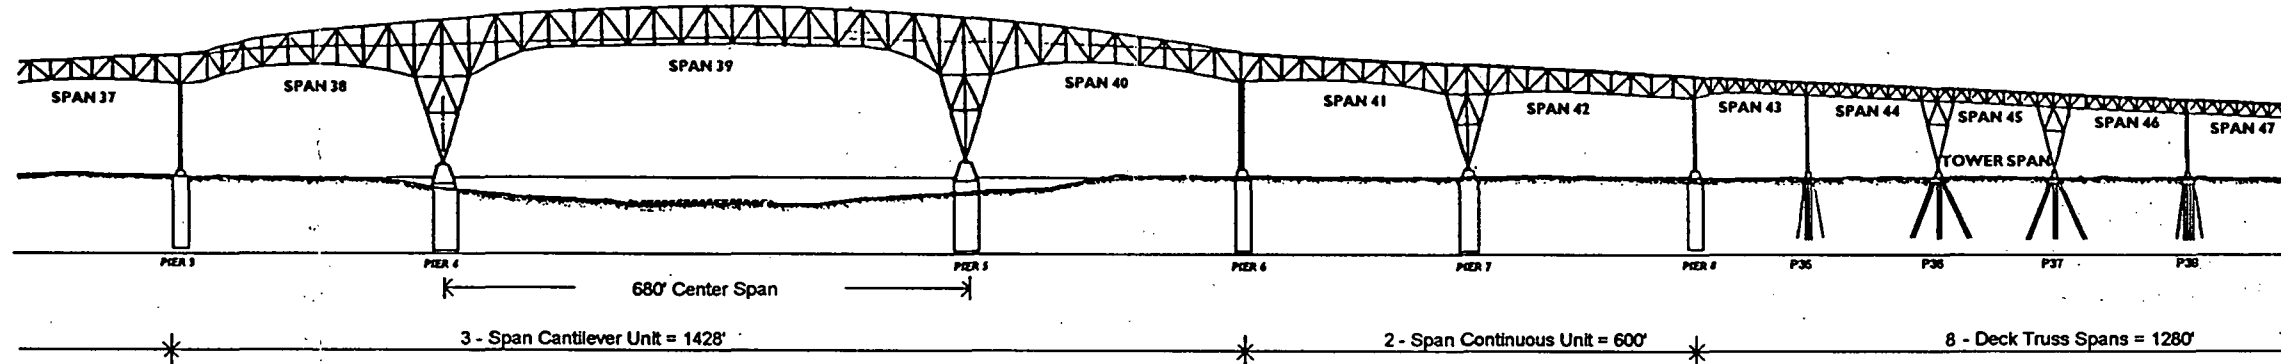 SPAN 37
SPAN 38
SPAN 39
SPAN 40
SPAN 41
SPAN 42
SPAN 43
SPAN 44
SPAN 45
SPAN 46
SPAN 47
TOWER SPAN
PIER 3
PIER 4
PIER 5
PIER 6
PIER 7
PIER 8
P35
P36
P37
P38
680' Center Span
3 - Span Cantilever Unit = 1428'
2 - Span Continuous Unit = 600'
8 - Deck Truss Spans = 1280'